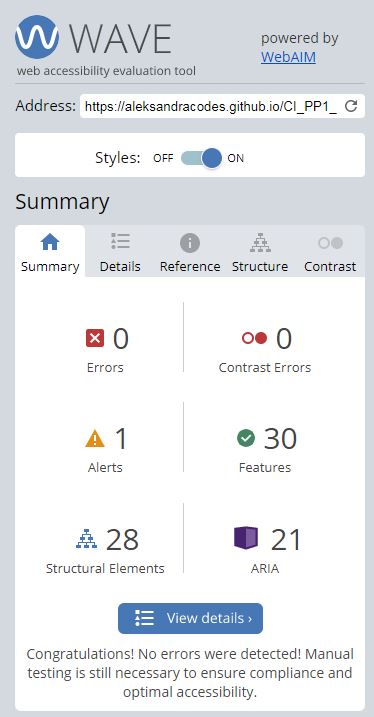 WAVE
powered by
WebAIM
web accessibility evaluation tool
Address: https://aleksandracodes.github.io/CI_PP1_
Styles: OFF ON
Summary
Summary Details Reference Structure Contrast
0 0
Errors Contrast Errors
1 30
Alerts Features
28 21
Structural Elements ARIA
View details ›
Congratulations! No errors were detected! Manual
testing is still necessary to ensure compliance and
optimal accessibility.